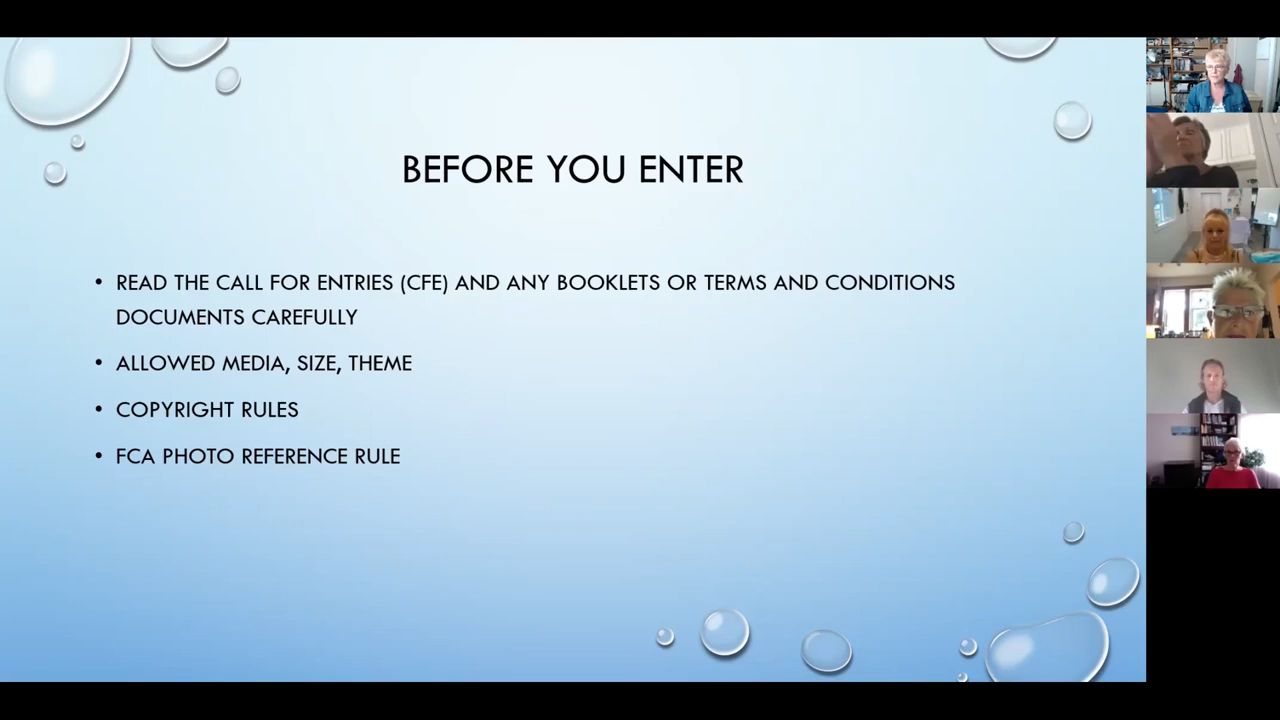 BEFORE YOU ENTER
• READ THE CALL FOR ENTRIES (CFE) AND ANY BOOKLETS OR TERMS AND CONDITIONS
DOCUMENTS CAREFULLY
• ALLOWED MEDIA, SIZE, THEME
• COPYRIGHT RULES
• FCA PHOTO REFERENCE RULE